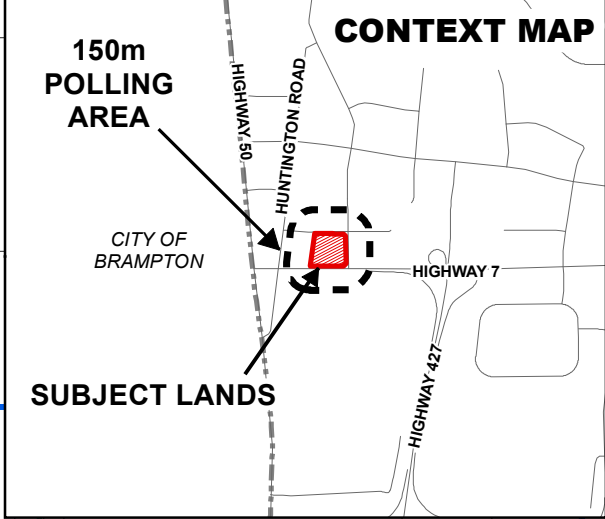 CONTEXT MAP
150m
POLLING
AREA
HIGHWAY 50
HUNTINGTON ROAD
CITY OF
BRAMPTON
HIGHWAY 7
SUBJECT LANDS
HIGHWAY 427